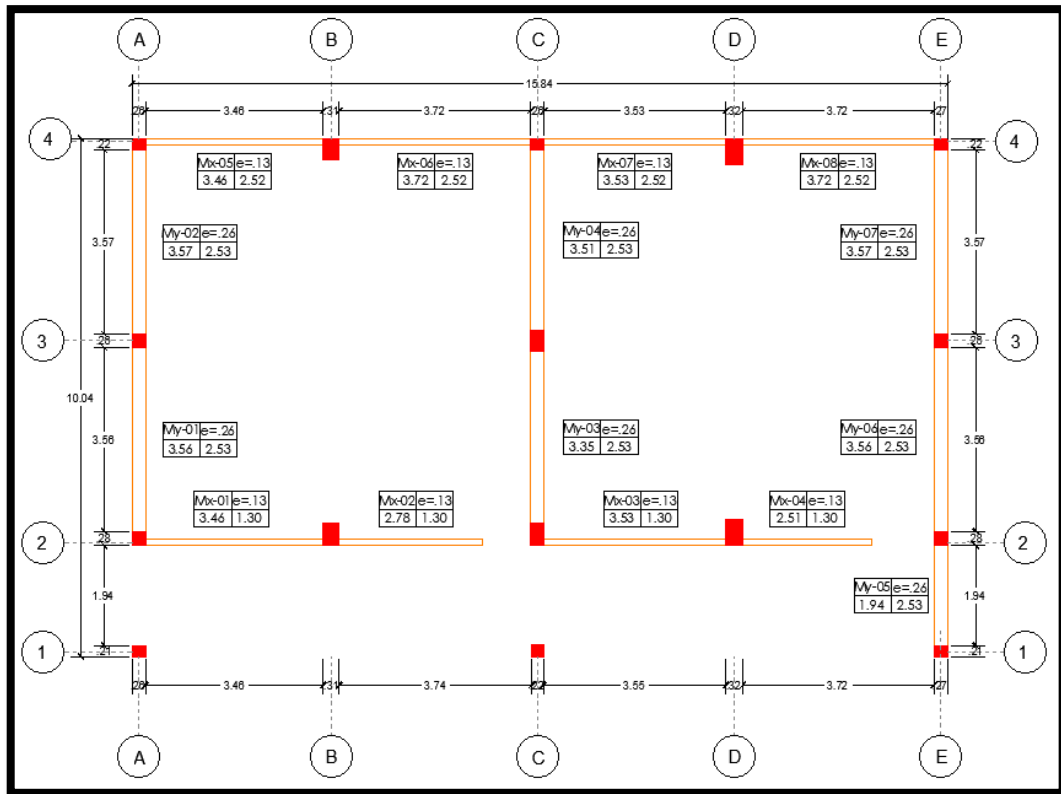 A B C D E
15.84
.26 3.46 .31 3.72 .26 3.53 .32 3.72 .27
4 4
.22 .22
Mx-05 e=.13 Mx-06 e=.13 Mx-07 e=.13 Mx-08 e=.13
3.46 2.52 3.72 2.52 3.53 2.52 3.72 2.52
My-02 e=.26 My-04 e=.26 My-07 e=.26
3.57 2.53 3.51 2.53 3.57 2.53
3.57 3.57
3 3
.28 .28
10.04
My-01 e=.26 My-03 e=.26 My-06 e=.26
3.56 2.53 3.35 2.53 3.56 2.53
3.56 3.56
Mx-01 e=.13 Mx-02 e=.13 Mx-03 e=.13 Mx-04 e=.13
3.46 1.30 2.78 1.30 3.53 1.30 2.51 1.30
2 2
.28 .28
My-05 e=.26
1.94 2.53
1.94 1.94
1 1
.21 .21
.26 3.46 .31 3.74 .22 3.55 .32 3.72 .27
A B C D E